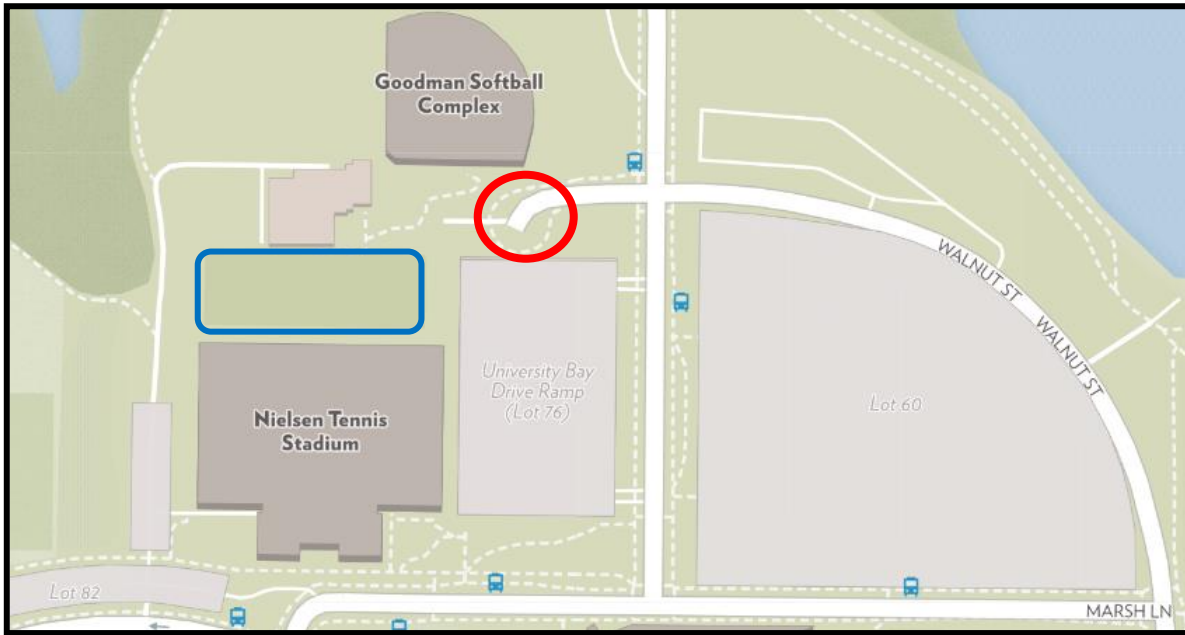 Goodman Softball
Complex
WALNUT ST
WALNUT ST
University Bay
Drive Ramp
(Lot 76)
Lot 60
Nielsen Tennis
Stadium
Lot 82
MARSH LN